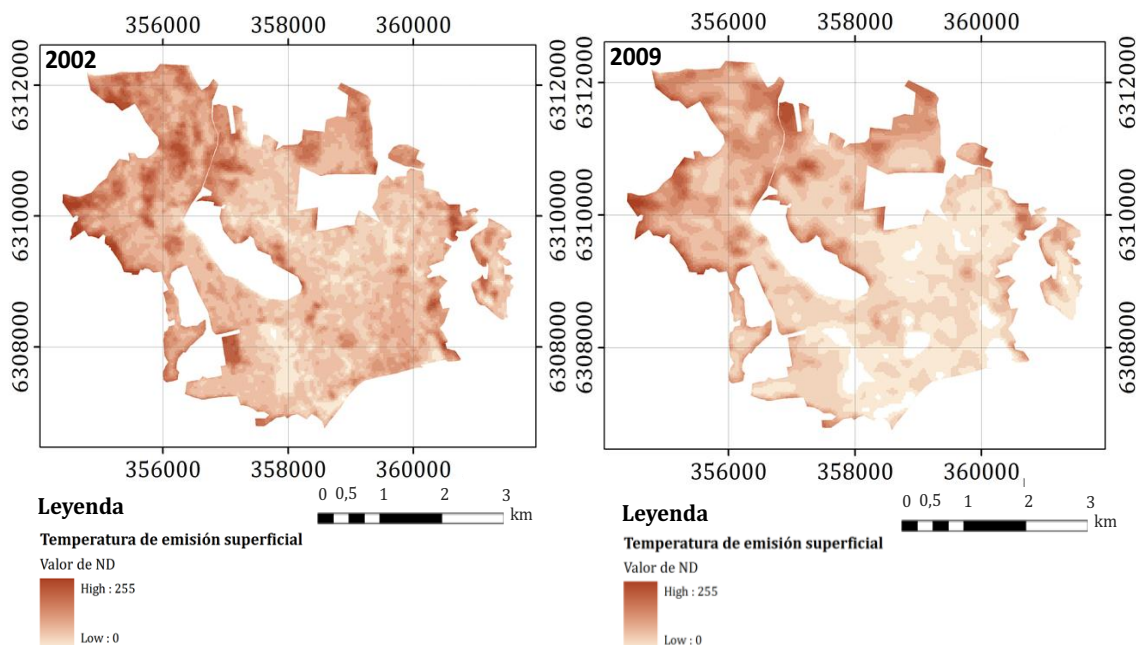 356000 358000 360000
2002
6312000
6310000
6308000
6312000
6310000
6308000
356000 358000 360000
Leyenda
0 0,5 1 2 3
km
Temperatura de emisión superficial
Valor de ND
High : 255
Low : 0
356000 358000 360000
2009
6312000
6310000
6308000
6312000
6310000
6308000
356000 358000 360000
Leyenda
0 0,5 1 2 3
km
Temperatura de emisión superficial
Valor de ND
High : 255
Low : 0